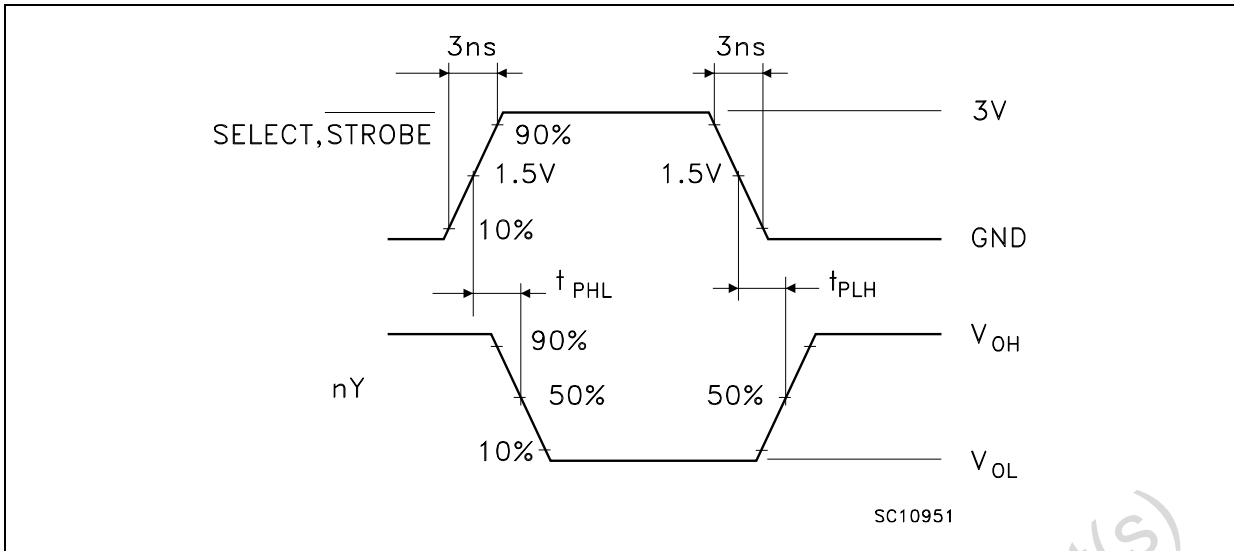 3ns 3ns
3V
SELECT, STROBE 90%
1.5V 1.5V
10% GND
t PHL tPLH
90% VOH
nY 50% 50%
10% VOL
SC10951
t(s)